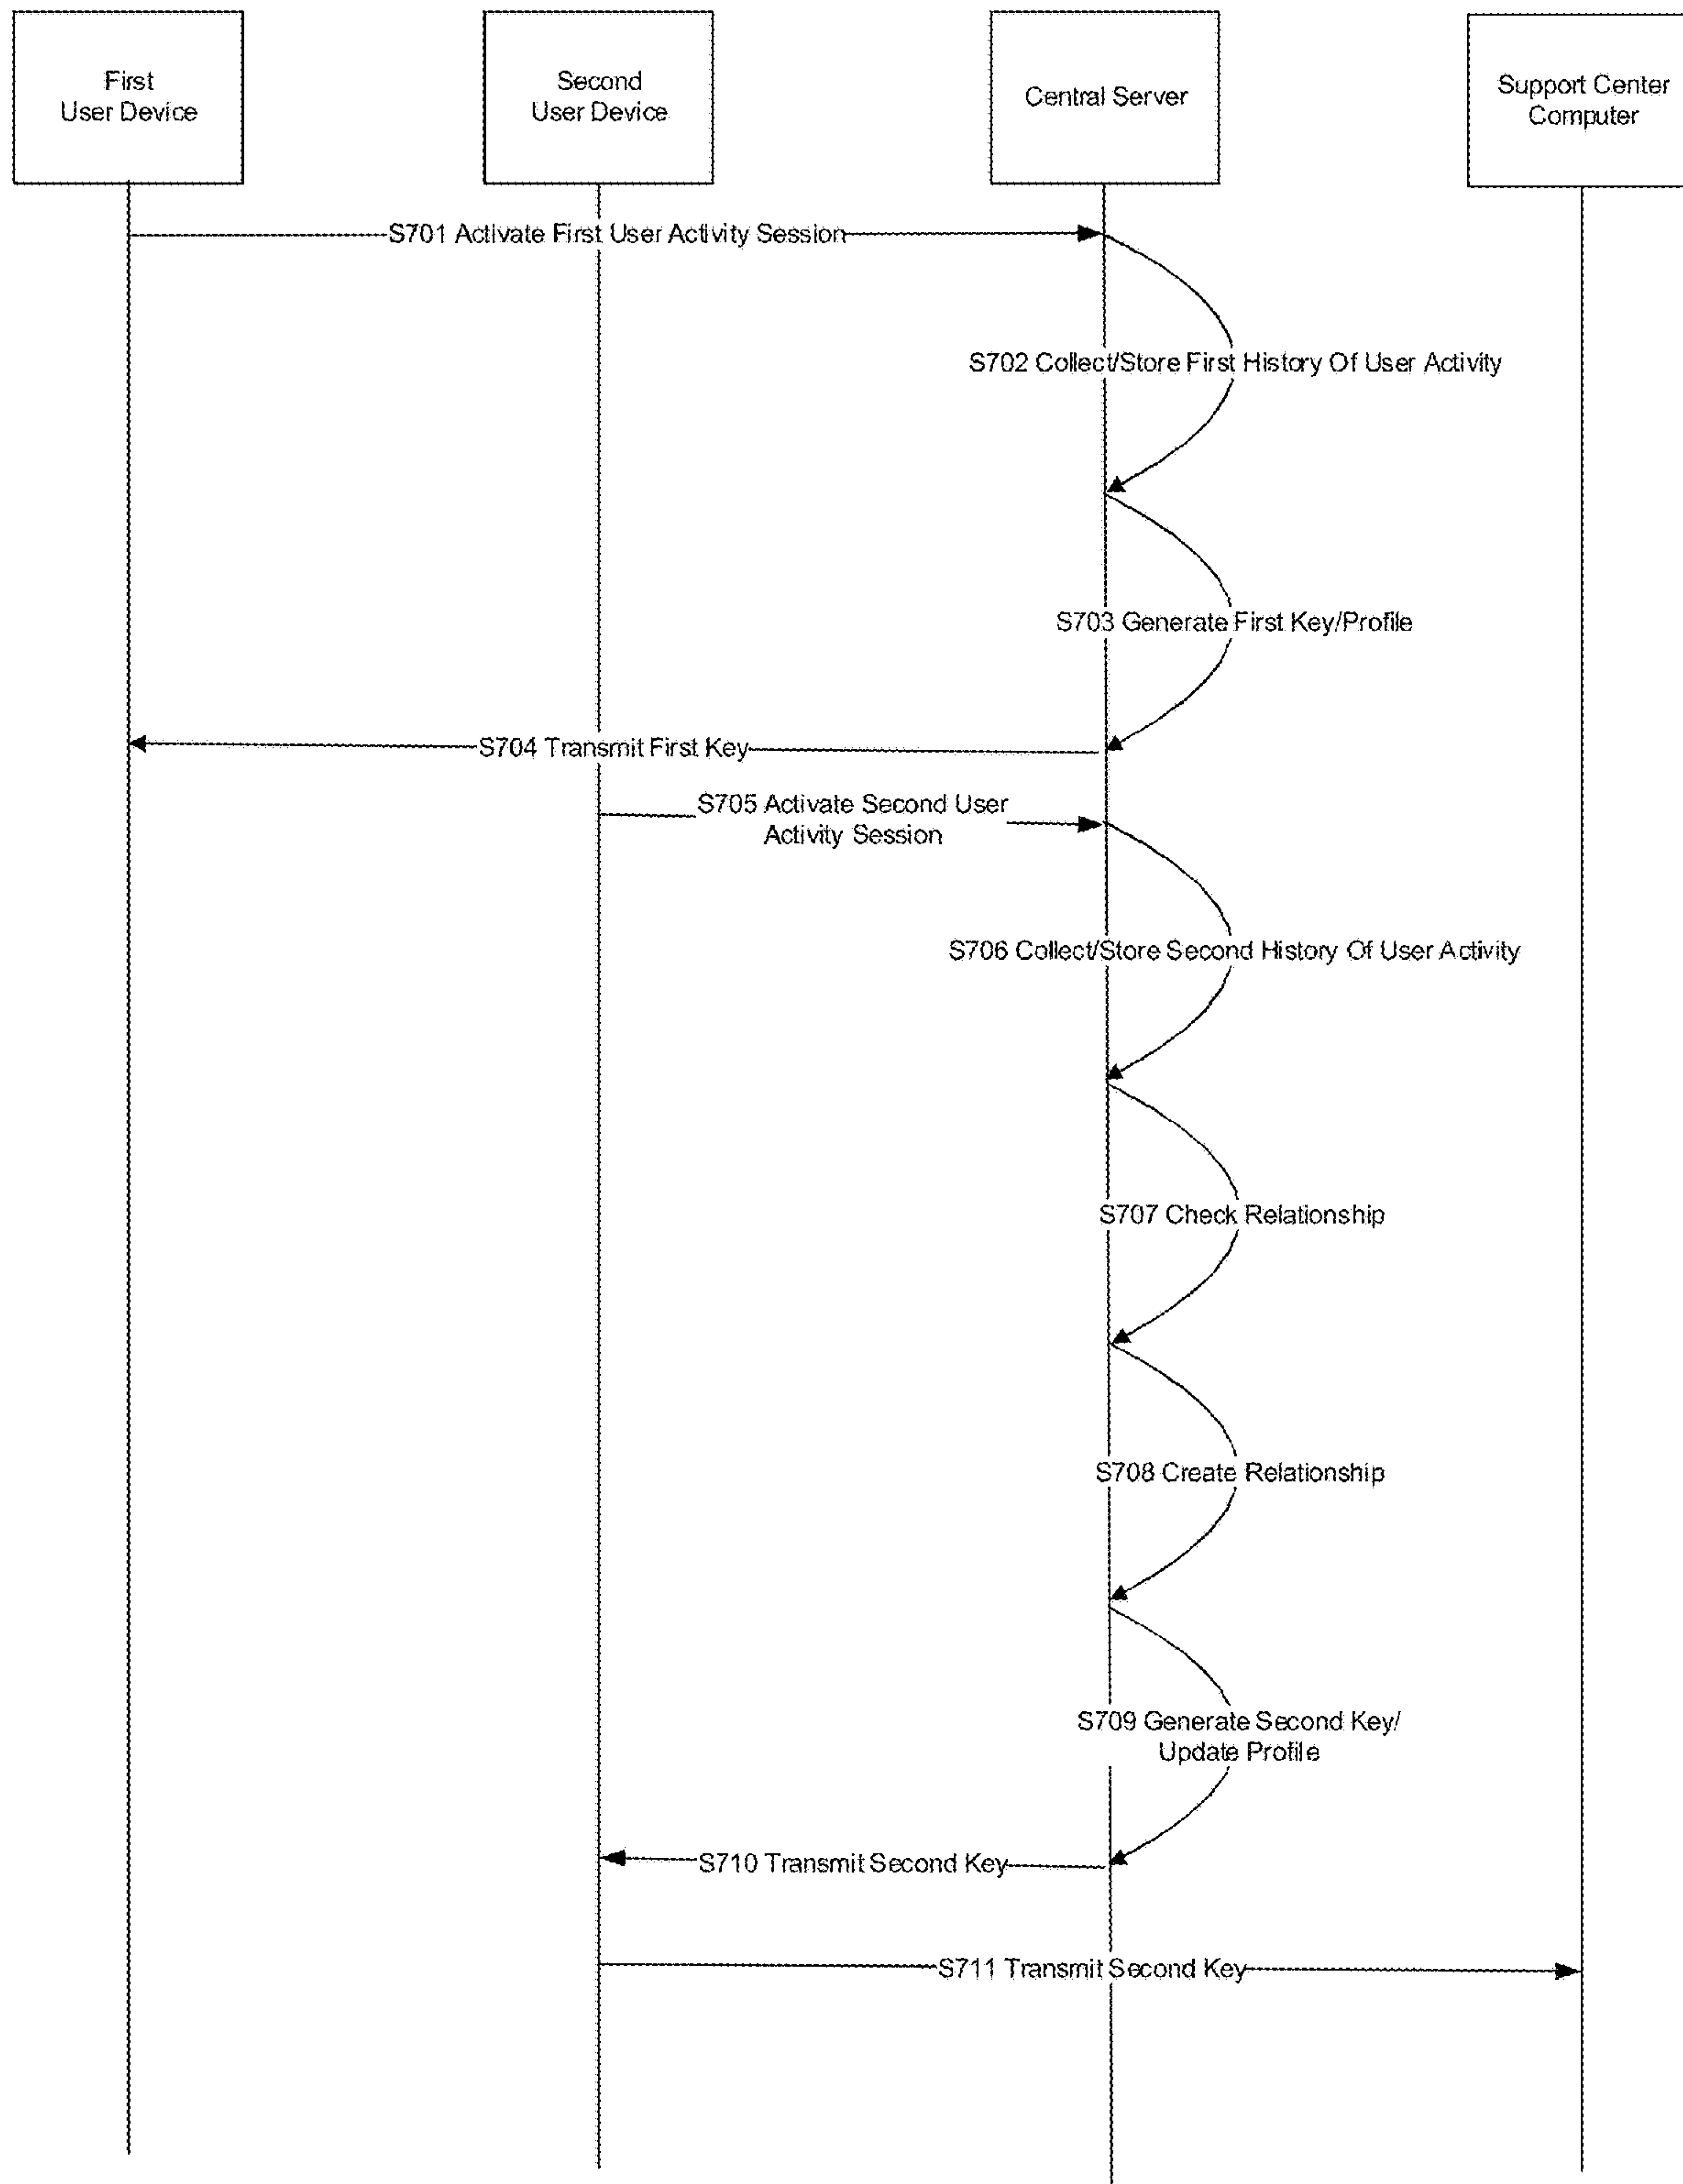 First
User Device
Second
User Device
Central Server
Support Center
Computer
S701 Activate First User Activity Session
S702 Collect/Store First History Of User Activity
S703 Generate First Key/Profile
S704 Transmit First Key
S705 Activate Second User
Activity Session
S706 Collect/Store Second History Of User Activity
S707 Check Relationship
S708 Create Relationship
S709 Generate Second Key/
Update Profile
S710 Transmit Second Key
S711 Transmit Second Key